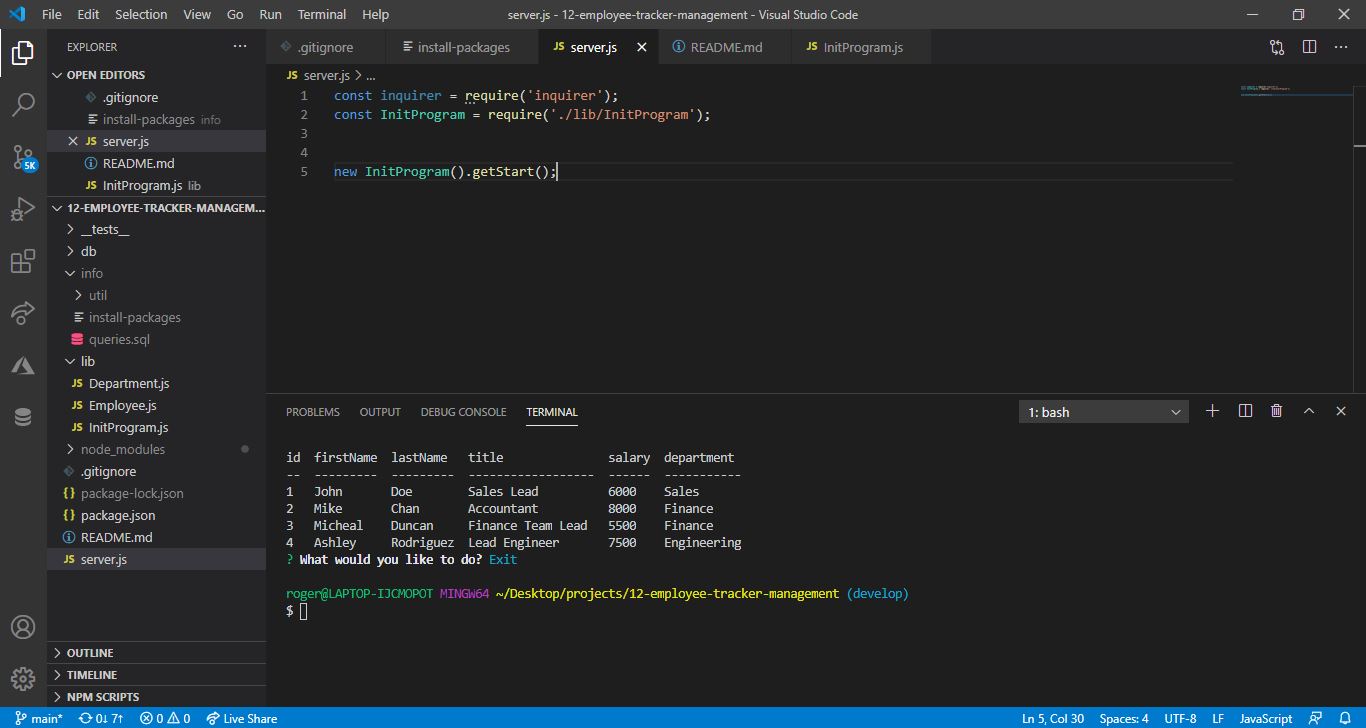 File Edit Selection View Go Run Terminal Help server.js - 12-employee-tracker-management - Visual Studio Code
EXPLORER
OPEN EDITORS
.gitignore
install-packages info
JS server.js
README.md
JS InitProgram.js lib
12-EMPLOYEE-TRACKER-MANAGEM...
__tests__
db
info
util
install-packages
queries.sql
lib
JS Department.js
JS Employee.js
JS InitProgram.js
node_modules
.gitignore
{} package-lock.json
{} package.json
README.md
JS server.js
OUTLINE
TIMELINE
NPM SCRIPTS
5K
.gitignore install-packages JS server.js README.md JS InitProgram.js
JS server.js > ...
1 const inquirer = require('inquirer');
2 const InitProgram = require('./lib/InitProgram');
3
4
5 new InitProgram().getStart();
PROBLEMS OUTPUT DEBUG CONSOLE TERMINAL 1: bash
id firstName lastName title salary department
-- --------- --------- ------------------ ------ -----------
1 John Doe Sales Lead 6000 Sales
2 Mike Chan Accountant 8000 Finance
3 Micheal Duncan Finance Team Lead 5500 Finance
4 Ashley Rodriguez Lead Engineer 7500 Engineering
? What would you like to do? Exit
roger@LAPTOP-IJCMOPOT MINGW64 ~/Desktop/projects/12-employee-tracker-management (develop)
$
main* 0↓ 7↑ 0 0 Live Share Ln 5, Col 30 Spaces: 4 UTF-8 LF JavaScript